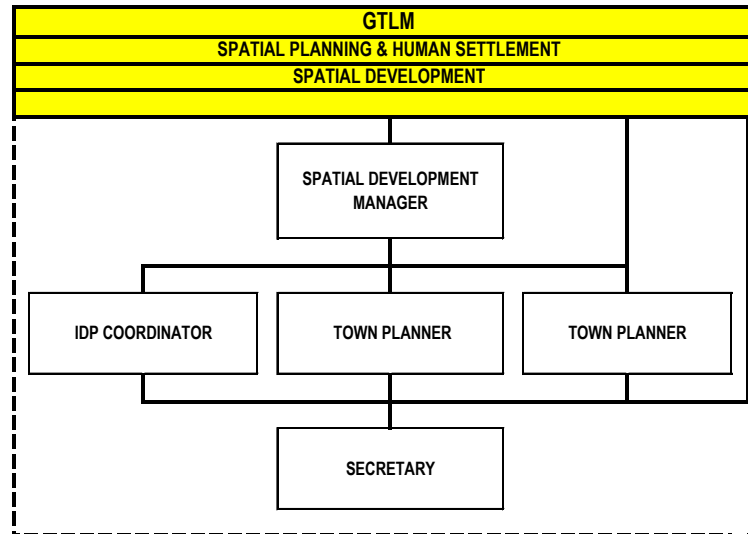 GTLM
SPATIAL PLANNING & HUMAN SETTLEMENT
SPATIAL DEVELOPMENT
SPATIAL DEVELOPMENT
MANAGER
IDP COORDINATOR
TOWN PLANNER
TOWN PLANNER
SECRETARY